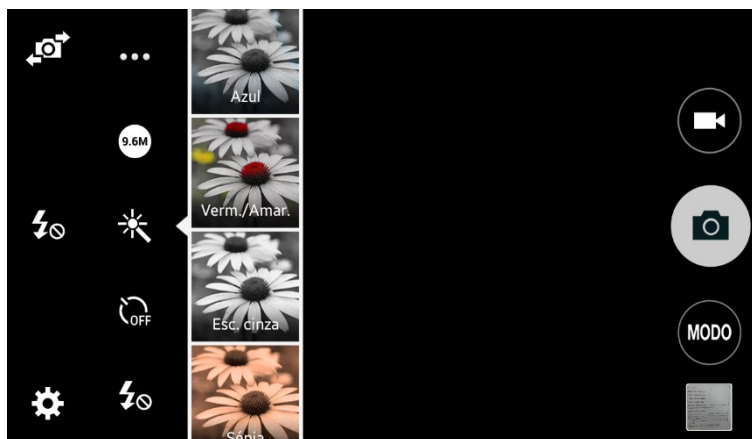 9.6M
OFF
Azul
Verm./Amar.
Esc. cinza
Sépia
MODO